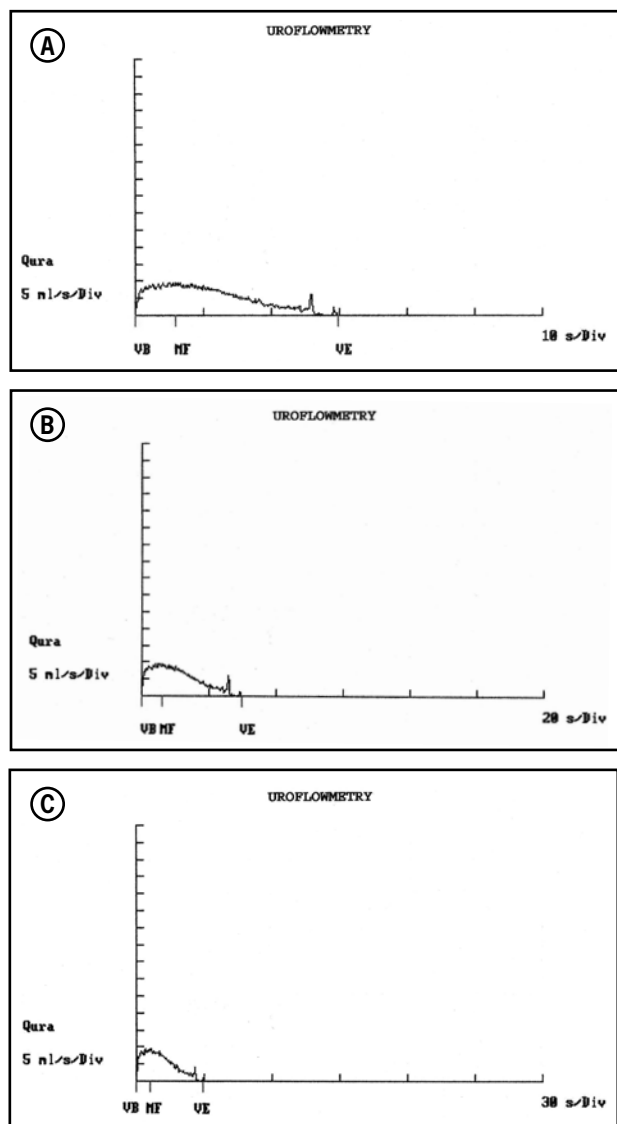 A
UROFLOWMETRY
Qura
5 ml/s/Div
10 s/Div
VB MF VE
B
UROFLOWMETRY
Qura
5 ml/s/Div
20 s/Div
VB MF VE
C
UROFLOWMETRY
Qura
5 ml/s/Div
30 s/Div
VB MF VE